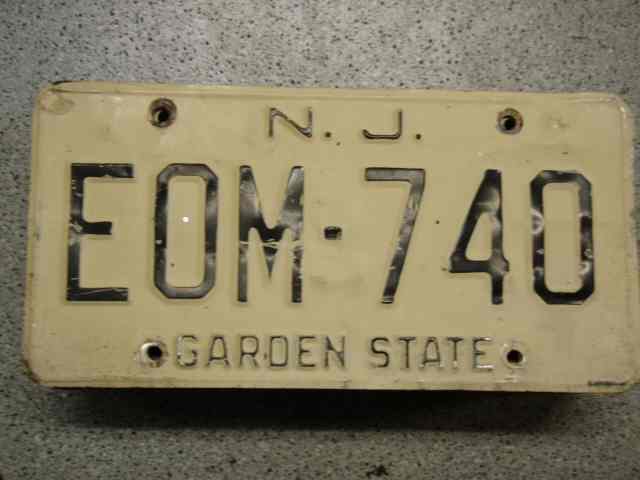 N. J.
EOM-740
GARDEN STATE